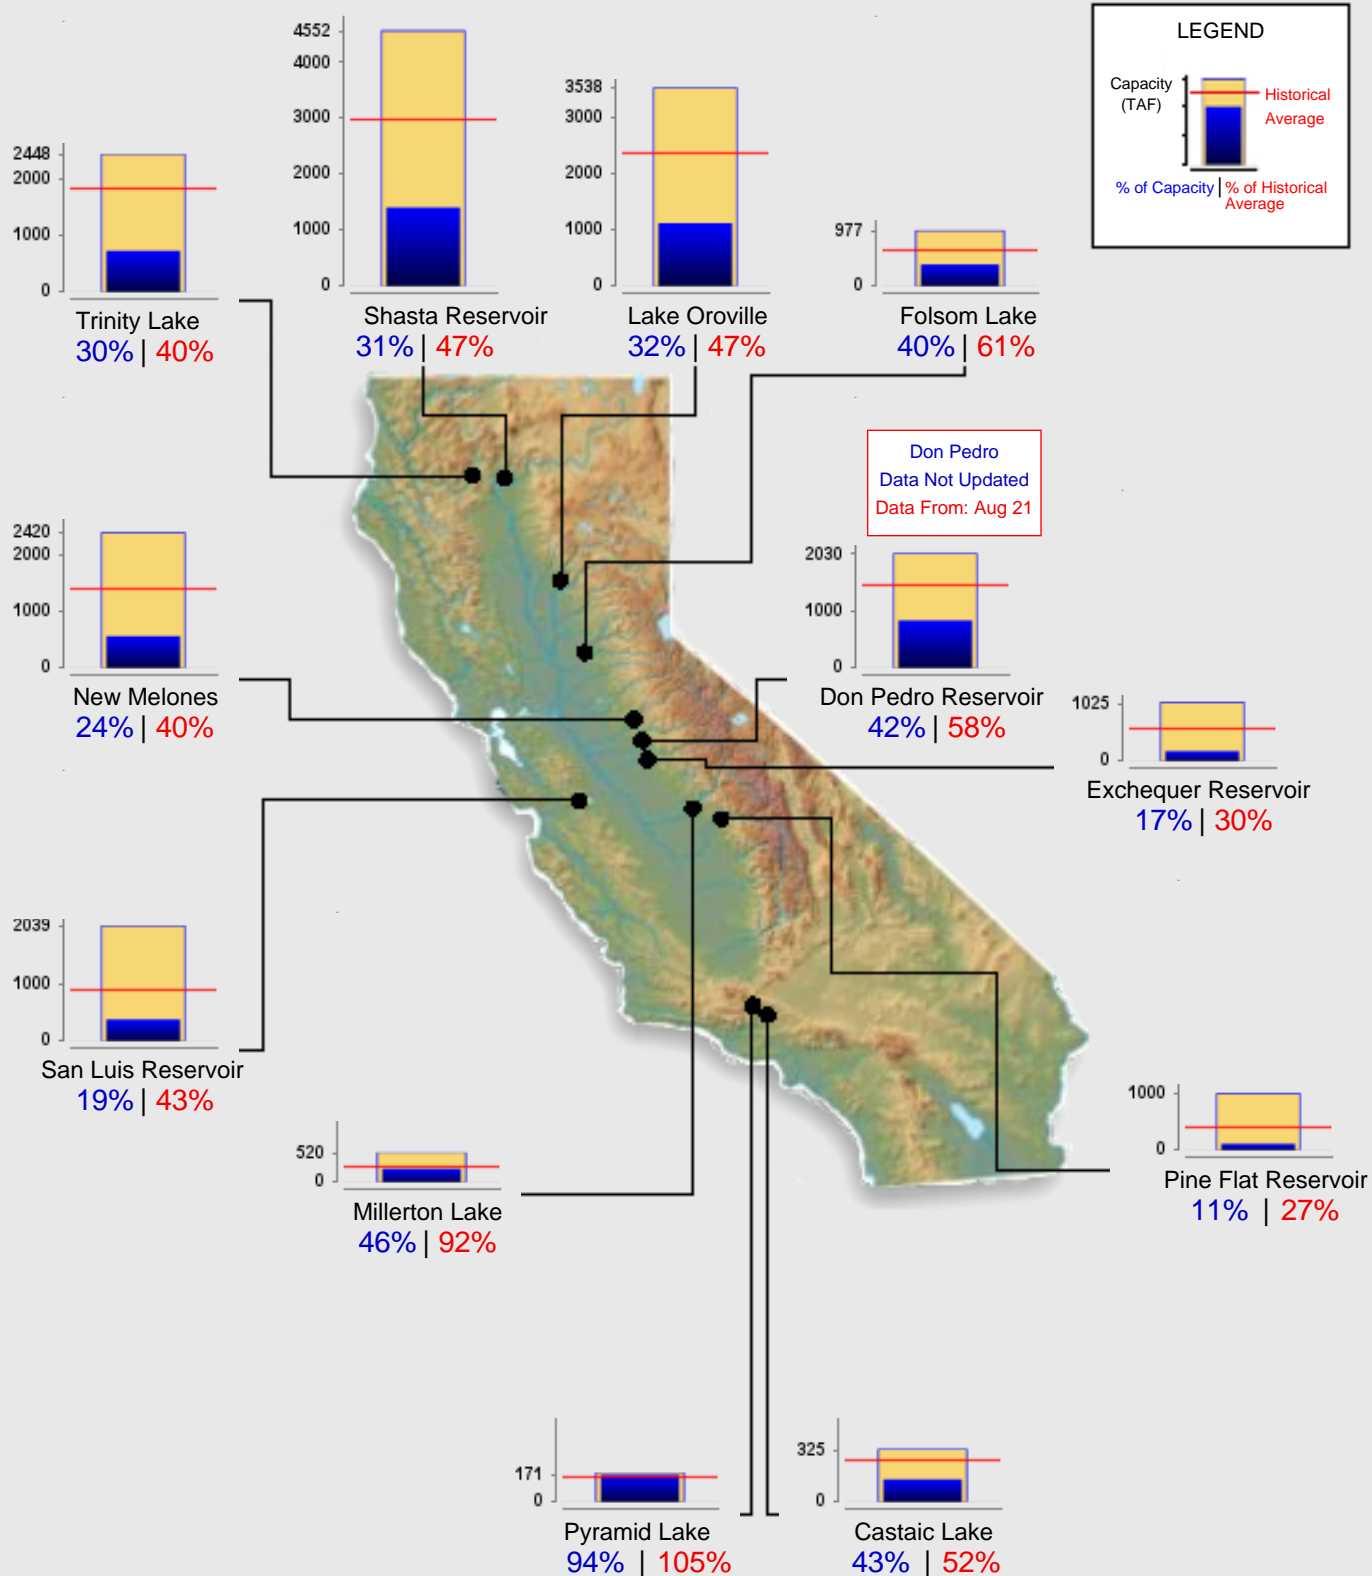 LEGEND
Capacity
(TAF)
Historical
Average
% of Capacity | % of Historical
Average
4552
4000
3000
2000
1000
0
Shasta Reservoir
31% | 47%
3538
3000
2000
1000
0
Lake Oroville
32% | 47%
2448
2000
1000
0
Trinity Lake
30% | 40%
977
0
Folsom Lake
40% | 61%
Don Pedro
Data Not Updated
Data From: Aug 21
2420
2000
1000
0
New Melones
24% | 40%
2030
1000
0
Don Pedro Reservoir
42% | 58%
1025
0
Exchequer Reservoir
17% | 30%
2039
1000
0
San Luis Reservoir
19% | 43%
520
0
Millerton Lake
46% | 92%
1000
0
Pine Flat Reservoir
11% | 27%
171
0
Pyramid Lake
94% | 105%
325
0
Castaic Lake
43% | 52%